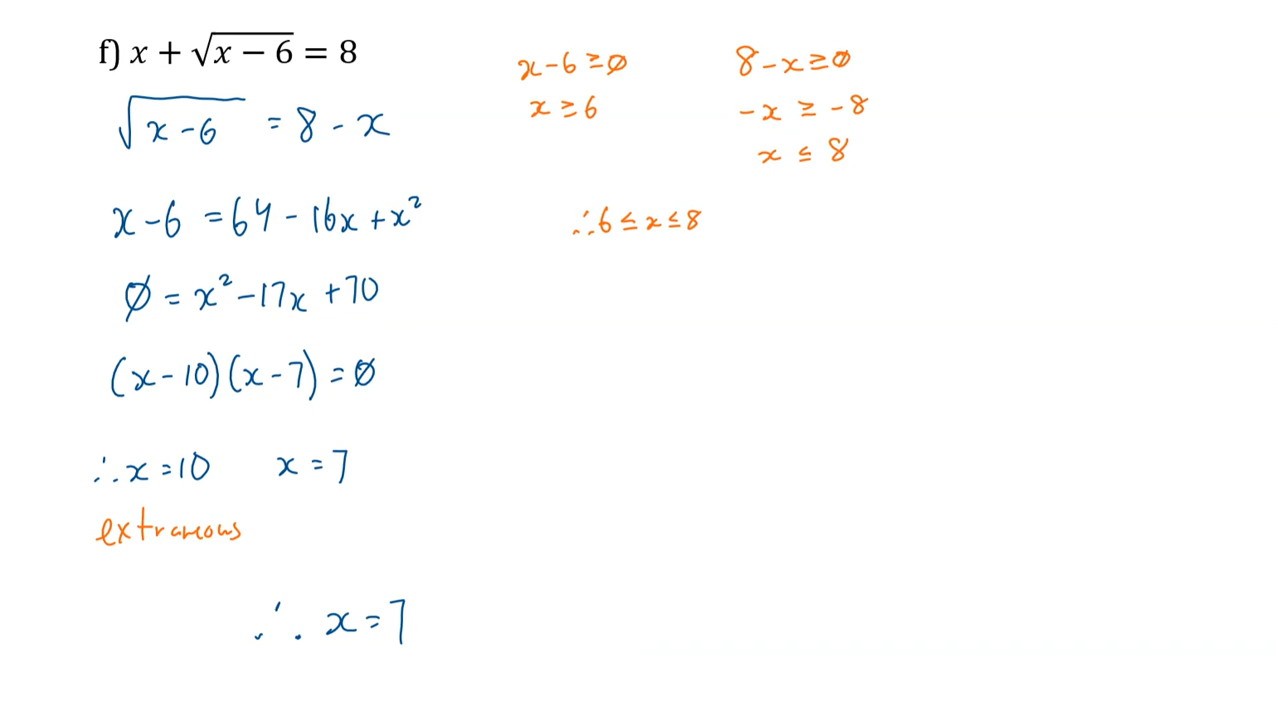 f) x + √(x − 6) = 8
√(x - 6) = 8 - x
x - 6 = 64 - 16x + x²
0 = x² - 17x + 70
(x - 10)(x - 7) = 0
∴ x = 10 x = 7
extraneous
∴ x = 7
x - 6 ≥ 0
x ≥ 6
8 - x ≥ 0
-x ≥ -8
x ≤ 8
∴ 6 ≤ x ≤ 8